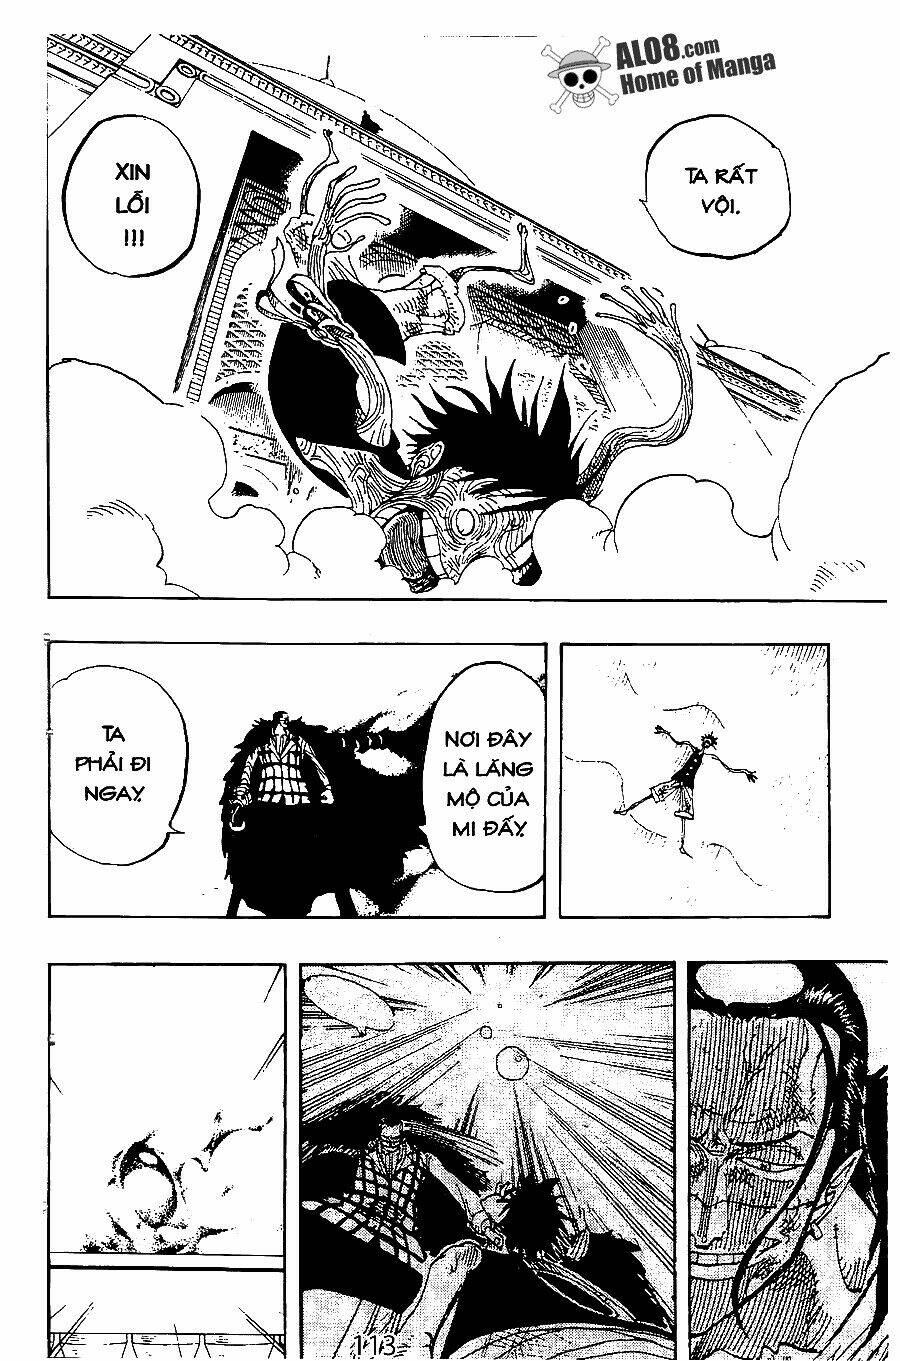 AL08.com
Home of Manga
TA RẤT
VỘI.
XIN
LỖI
!!!
NƠI ĐÂY
LÀ LĂNG
MỘ CỦA
MI ĐẤY.
TA
PHẢI ĐI
NGAY.
113